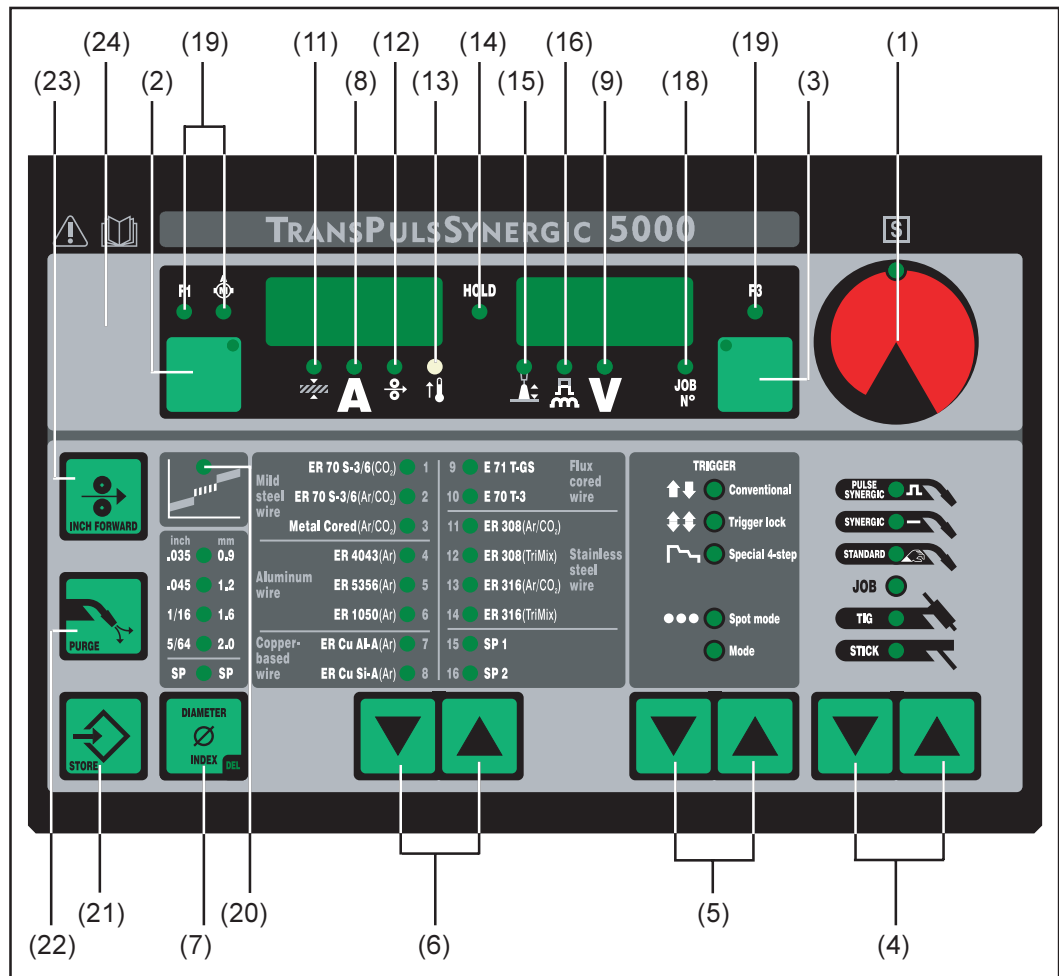 (24) (19) (11) (12) (14) (16) (19) (1)
(23) (2) (8) (13) (15) (9) (18) (3)
TRANSPULSSYNERGIC 5000
S
F1 HOLD F3
A V JOB N°
INCH FORWARD
PURGE
STORE
inch mm
.035 0.9
.045 1.2
1/16 1.6
5/64 2.0
SP SP
DIAMETER
Ø
INDEX DEL
Mild steel wire
ER 70 S-3/6(CO₂) 1
ER 70 S-3/6(Ar/CO₂) 2
Metal Cored(Ar/CO₂) 3
Aluminum wire
ER 4043(Ar) 4
ER 5356(Ar) 5
ER 1050(Ar) 6
Copper-based wire
ER Cu Al-A(Ar) 7
ER Cu Si-A(Ar) 8
Flux cored wire
9 E 71 T-GS
10 E 70 T-3
Stainless steel wire
11 ER 308(Ar/CO₂)
12 ER 308(TriMix)
13 ER 316(Ar/CO₂)
14 ER 316(TriMix)
15 SP 1
16 SP 2
TRIGGER
Conventional
Trigger lock
Special 4-step
Spot mode
Mode
PULSE SYNERGIC
SYNERGIC
STANDARD
JOB
TIG
STICK
(21) (20) (6) (5) (4)
(22) (7)